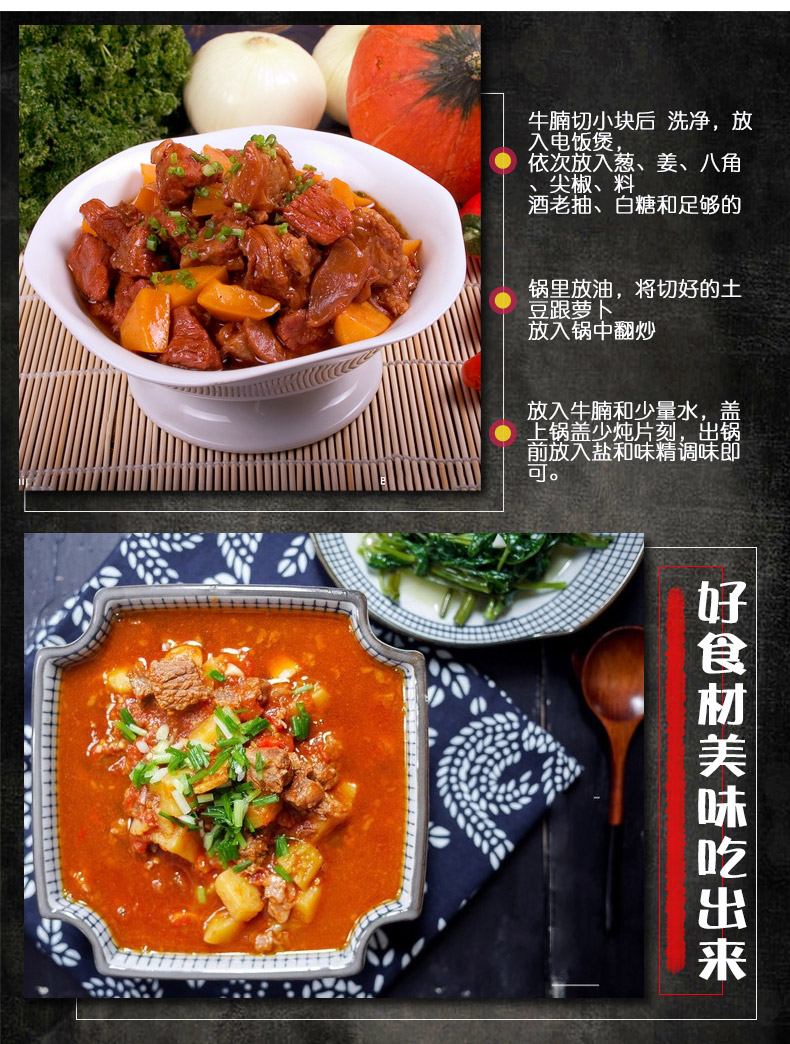 牛腩切小块后 洗净，放
入电饭煲，
依次放入葱、姜、八角
、尖椒、料
酒老抽、白糖和足够的
锅里放油，将切好的土
豆跟萝卜
放入锅中翻炒
放入牛腩和少量水，盖
上锅盖少炖片刻，出锅
前放入盐和味精调味即
可。
好食材美味吃出来